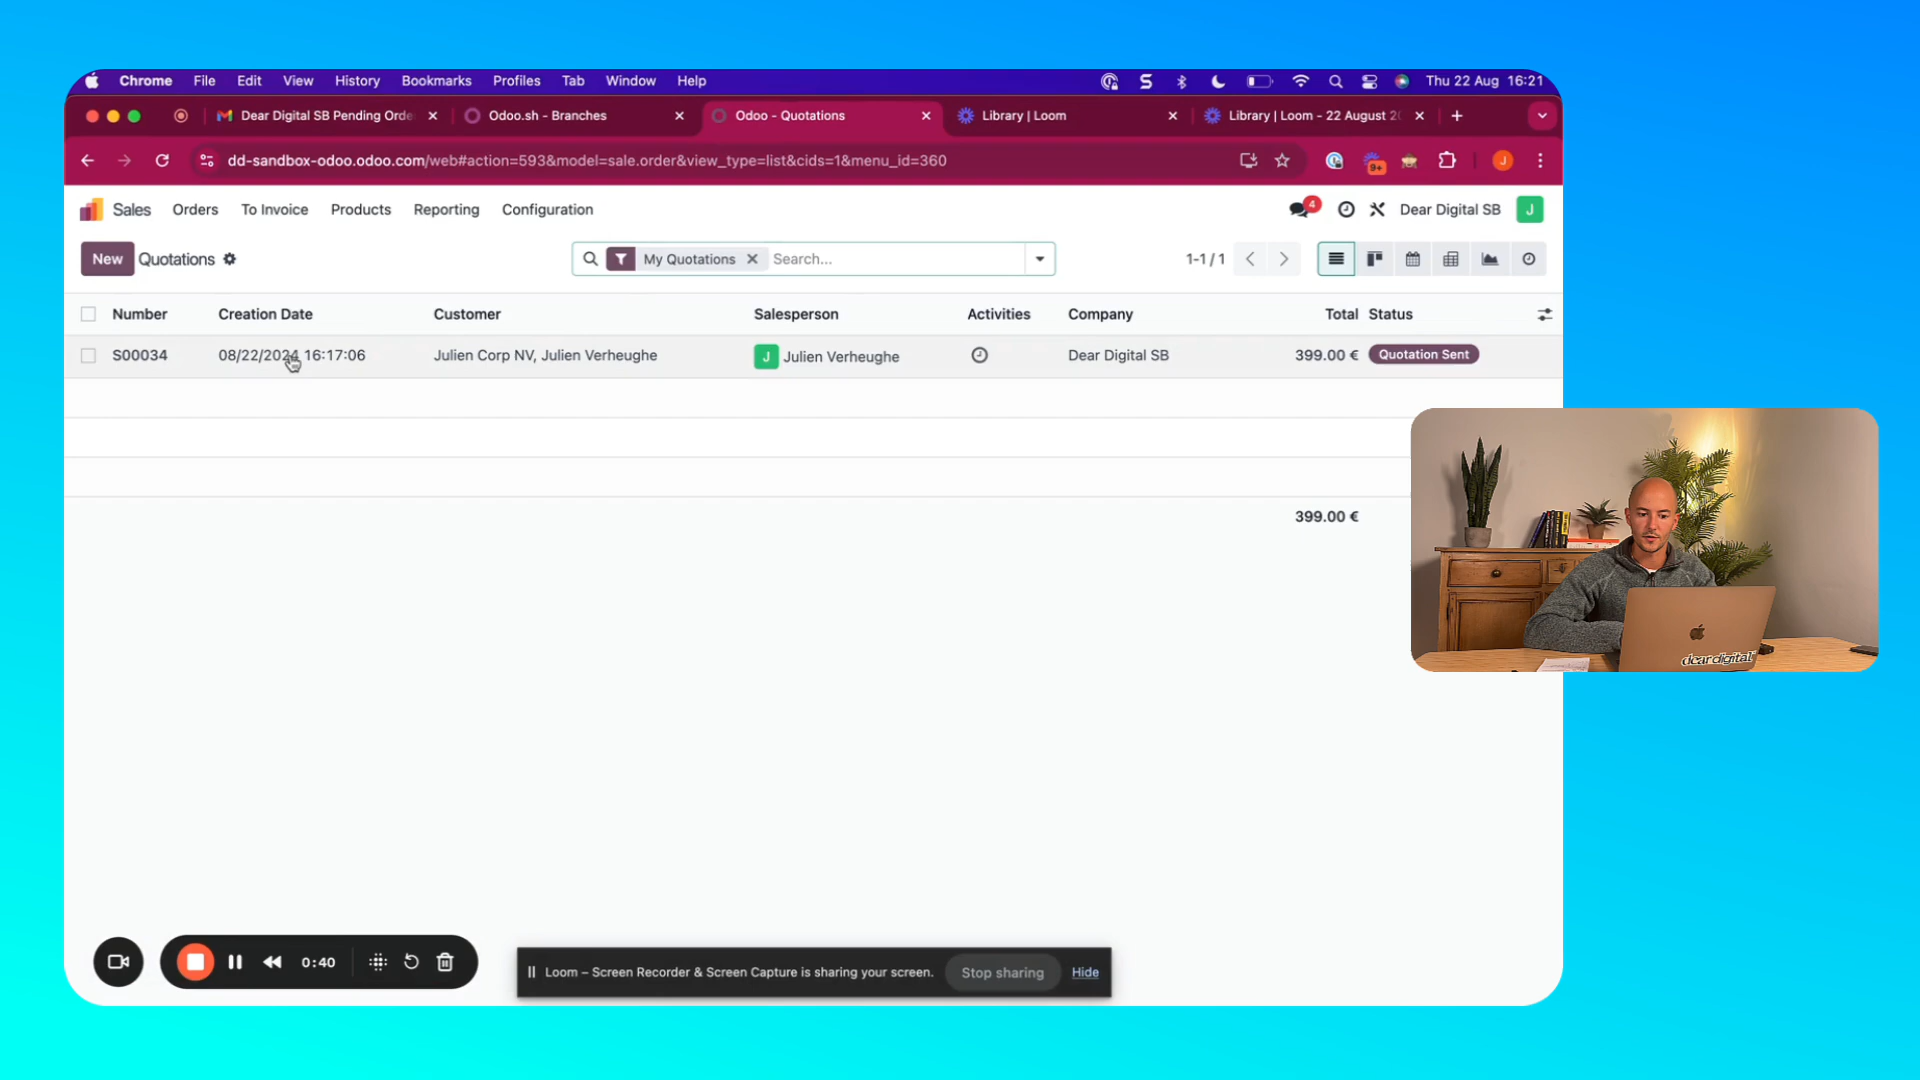 Chrome File Edit View History Bookmarks Profiles Tab Window Help Thu 22 Aug 16:21
Dear Digital SB Pending Orde Odoo.sh - Branches Odoo - Quotations Library | Loom Library | Loom - 22 August 20
dd-sandbox-odoo.odoo.com/web#action=593&model=sale.order&view_type=list&cids=1&menu_id=360 9+ J
Sales Orders To Invoice Products Reporting Configuration 4 Dear Digital SB J
New Quotations My Quotations Search... 1-1 / 1
Number Creation Date Customer Salesperson Activities Company Total Status
S00034 08/22/2024 16:17:06 Julien Corp NV, Julien Verheughe J Julien Verheughe Dear Digital SB 399.00 € Quotation Sent
399.00 €
dear digital
0:40
Loom – Screen Recorder & Screen Capture is sharing your screen. Stop sharing Hide